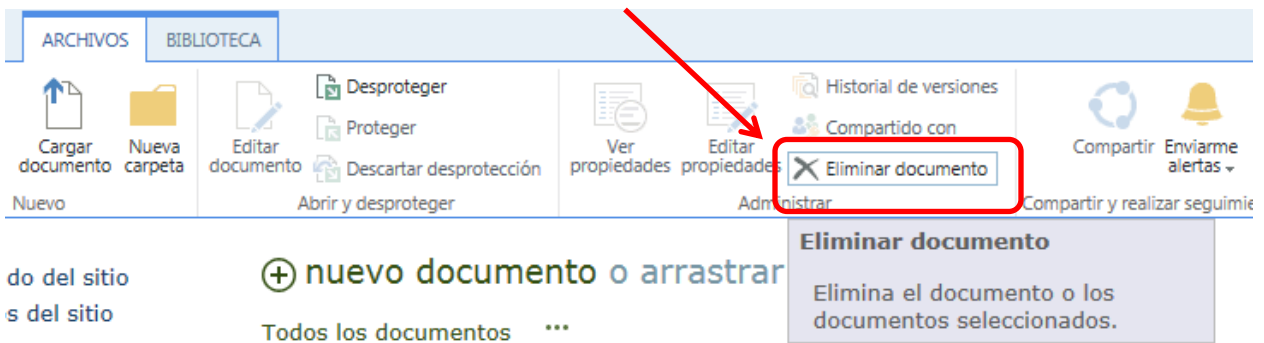 ARCHIVOS
BIBLIOTECA
Cargar
documento
Nueva
carpeta
Nuevo
Editar
documento
Desproteger
Proteger
Descartar desprotección
Abrir y desproteger
Ver
propiedades
Editar
propiedades
Historial de versiones
Compartido con
Eliminar documento
Administrar
Compartir
Enviarme
alertas
Compartir y realizar seguimie
do del sitio
s del sitio
nuevo documento o arrastrar
Todos los documentos ...
Eliminar documento
Elimina el documento o los
documentos seleccionados.